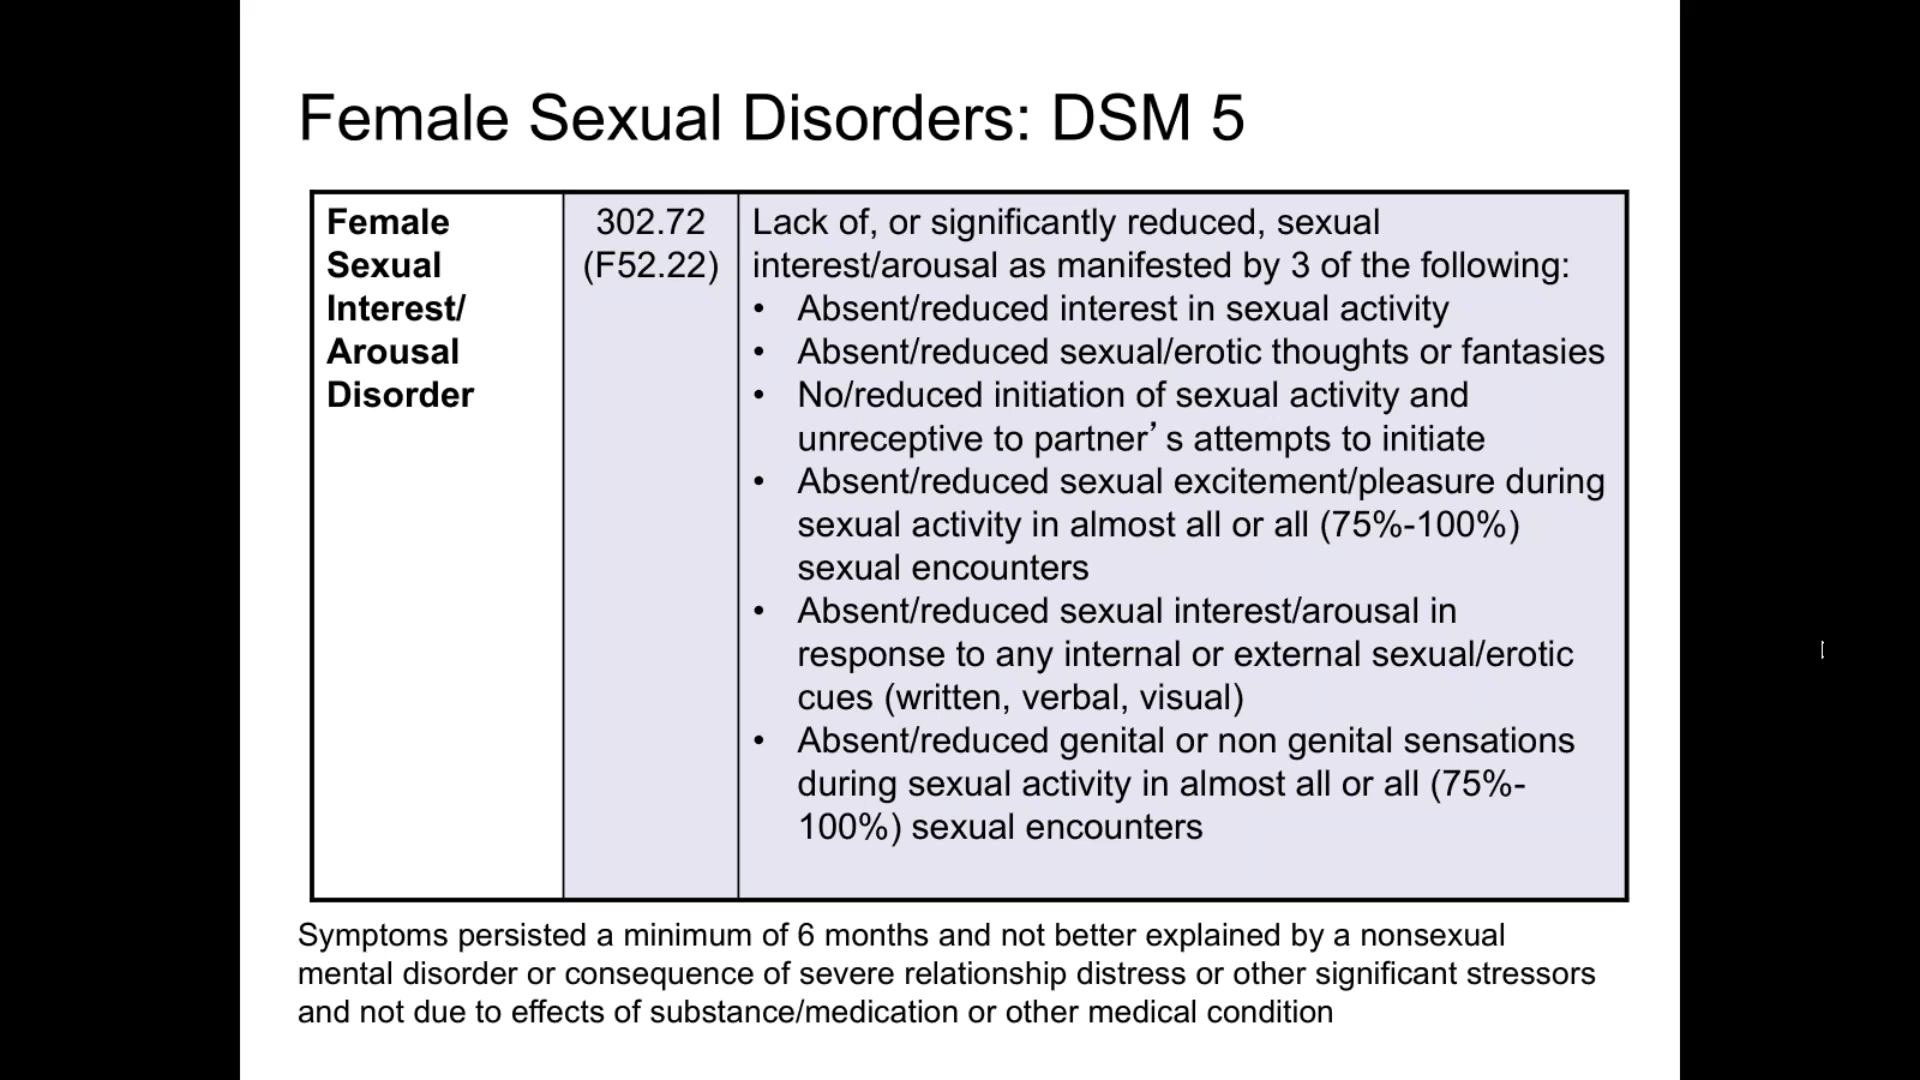 Female Sexual Disorders: DSM 5
Female
Sexual
Interest/
Arousal
Disorder
302.72
(F52.22)
Lack of, or significantly reduced, sexual
interest/arousal as manifested by 3 of the following:
• Absent/reduced interest in sexual activity
• Absent/reduced sexual/erotic thoughts or fantasies
• No/reduced initiation of sexual activity and
unreceptive to partner’s attempts to initiate
• Absent/reduced sexual excitement/pleasure during
sexual activity in almost all or all (75%-100%)
sexual encounters
• Absent/reduced sexual interest/arousal in
response to any internal or external sexual/erotic
cues (written, verbal, visual)
• Absent/reduced genital or non genital sensations
during sexual activity in almost all or all (75%-
100%) sexual encounters
Symptoms persisted a minimum of 6 months and not better explained by a nonsexual
mental disorder or consequence of severe relationship distress or other significant stressors
and not due to effects of substance/medication or other medical condition